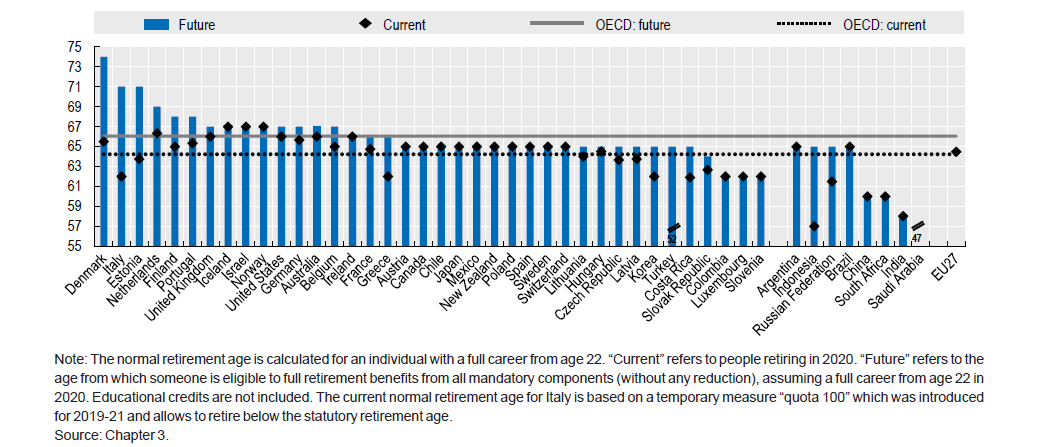 Future Current OECD: future OECD: current
75
73
71
69
67
65
63
61
59
57
55
52
47
Denmark
Italy
Estonia
Netherlands
Finland
Portugal
United Kingdom
Iceland
Israel
Norway
United States
Germany
Australia
Belgium
Ireland
France
Greece
Austria
Canada
Chile
Japan
Mexico
New Zealand
Poland
Spain
Sweden
Switzerland
Lithuania
Hungary
Czech Republic
Latvia
Korea
Turkey
Costa Rica
Slovak Republic
Colombia
Luxembourg
Slovenia
Argentina
Indonesia
Russian Federation
Brazil
China
South Africa
India
Saudi Arabia
EU27
Note: The normal retirement age is calculated for an individual with a full career from age 22. “Current” refers to people retiring in 2020. “Future” refers to the
age from which someone is eligible to full retirement benefits from all mandatory components (without any reduction), assuming a full career from age 22 in
2020. Educational credits are not included. The current normal retirement age for Italy is based on a temporary measure “quota 100” which was introduced
for 2019-21 and allows to retire below the statutory retirement age.
Source: Chapter 3.